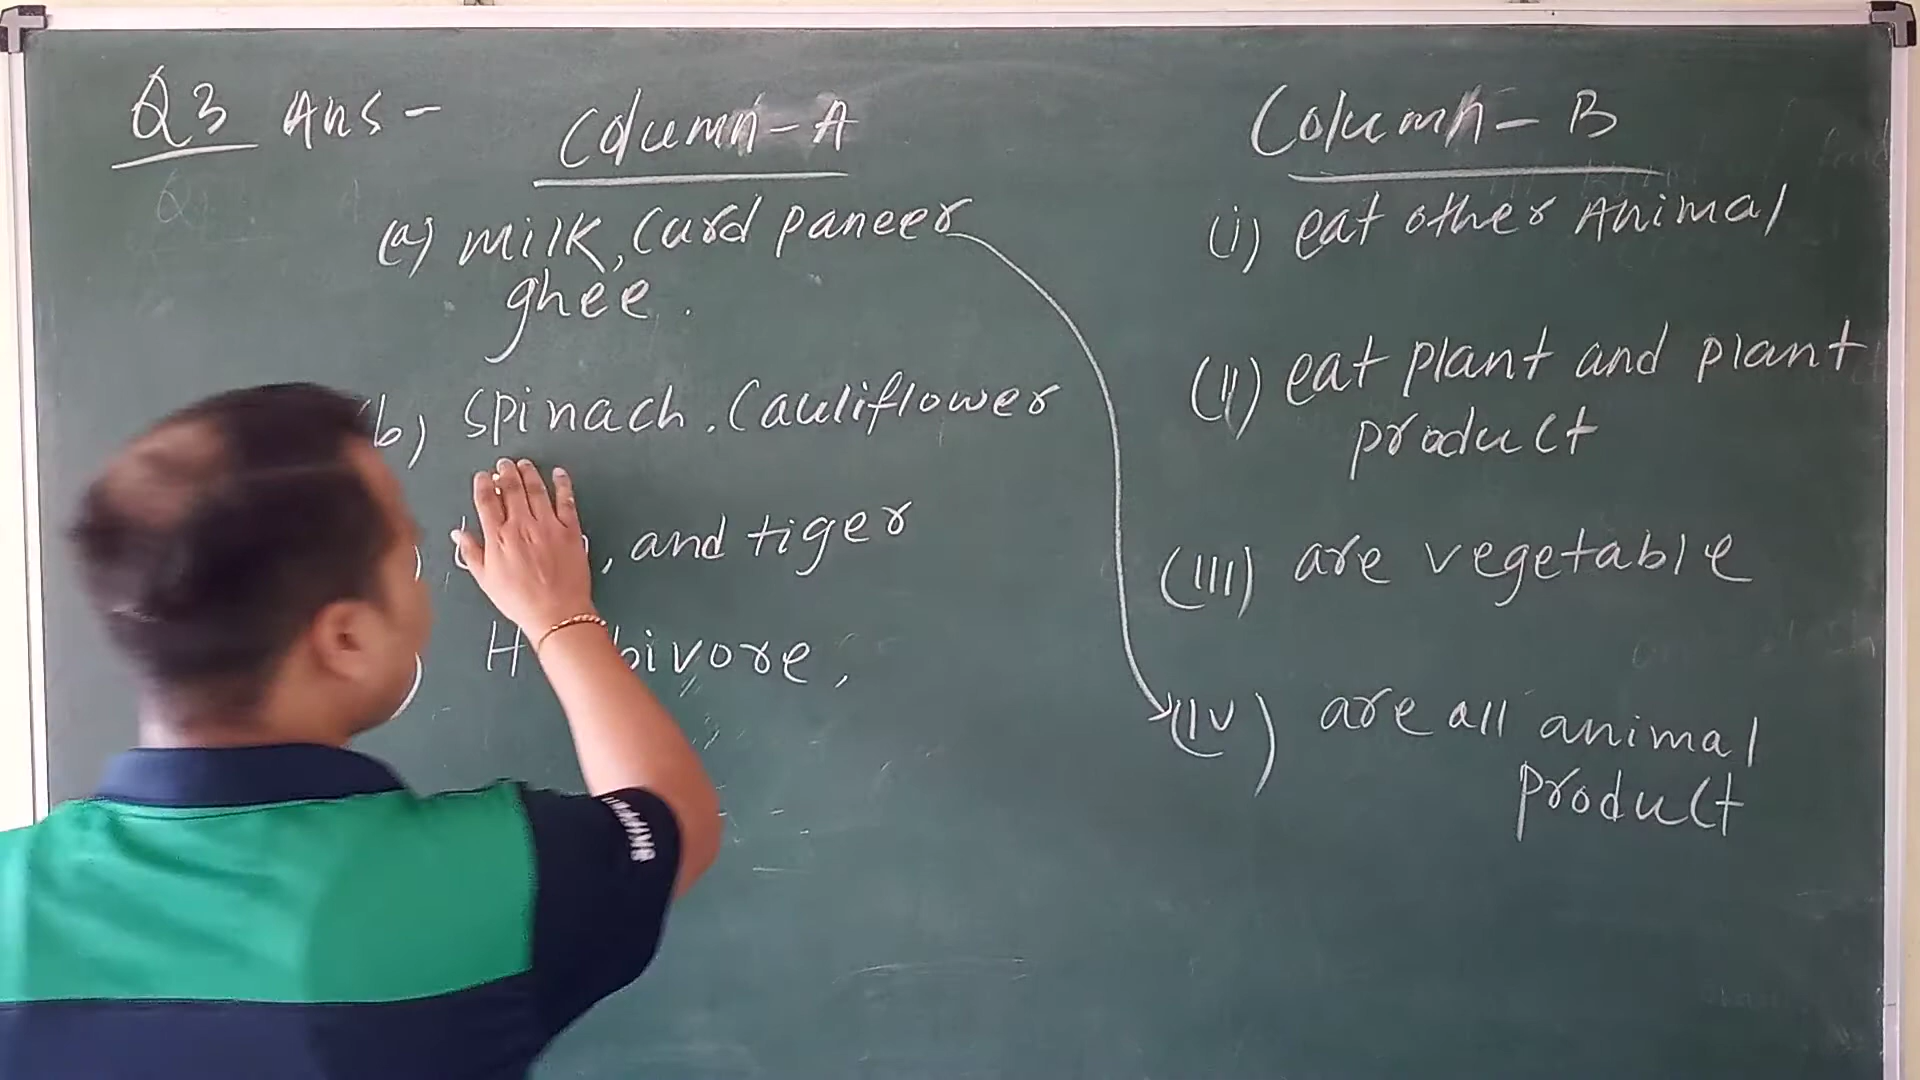 Q3 Ans -
Column - A
(a) milk, curd paneer
ghee.
b) spinach. Cauliflower
, and tiger
Column - B
(i) eat other Animal
(II) eat plant and plant
product
(III) are vegetable
(IV) are all animal
product